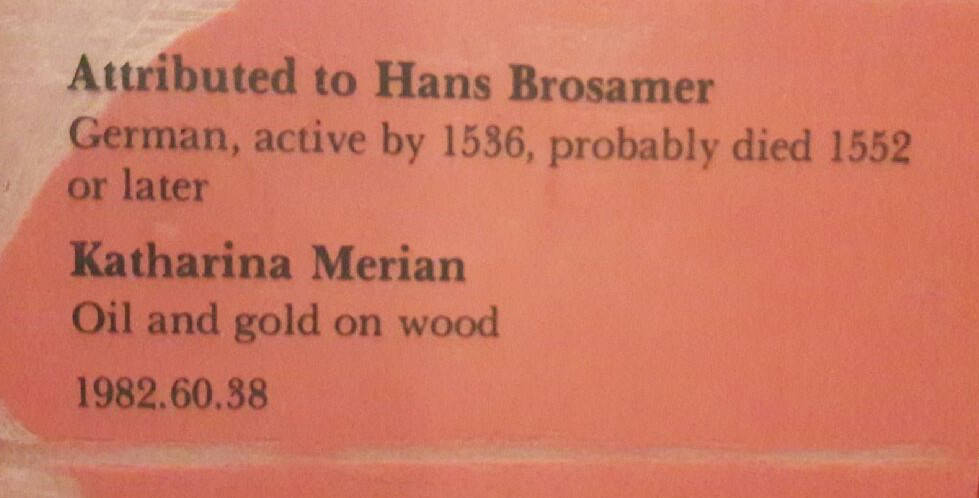 Attributed to Hans Brosamer
German, active by 1536, probably died 1552
or later
Katharina Merian
Oil and gold on wood
1982.60.38